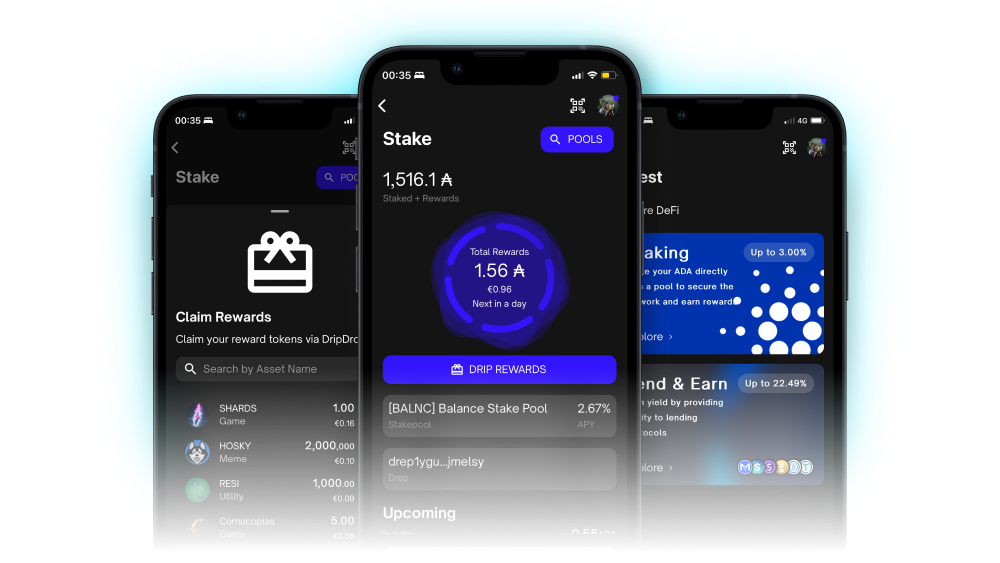 00:35
Stake
POO
Claim Rewards
Claim your reward tokens via DripDro
Search by Asset Name
SHARDS
1.00
Game
€0.16
HOSKY
2,000,000
Meme
€0.10
RESI
1,000.00
Utility
€0.09
Cornucopias
5.00
Game
€0.06
00:35
Stake
POOLS
1,516.1 ₳
Staked + Rewards
Total Rewards
1.56 ₳
€0.96
Next in a day
DRIP REWARDS
[BALNC] Balance Stake Pool
2.67%
Stakepool
APY
drep1ygu...jmelsy
Drep
Upcoming
4G
est
re DeFi
aking
Up to 3.00%
e your ADA directly
a pool to secure the
work and earn rewards
lore ›
end & Earn
Up to 22.49%
n yield by providing
ity to lending
tocols
lore ›